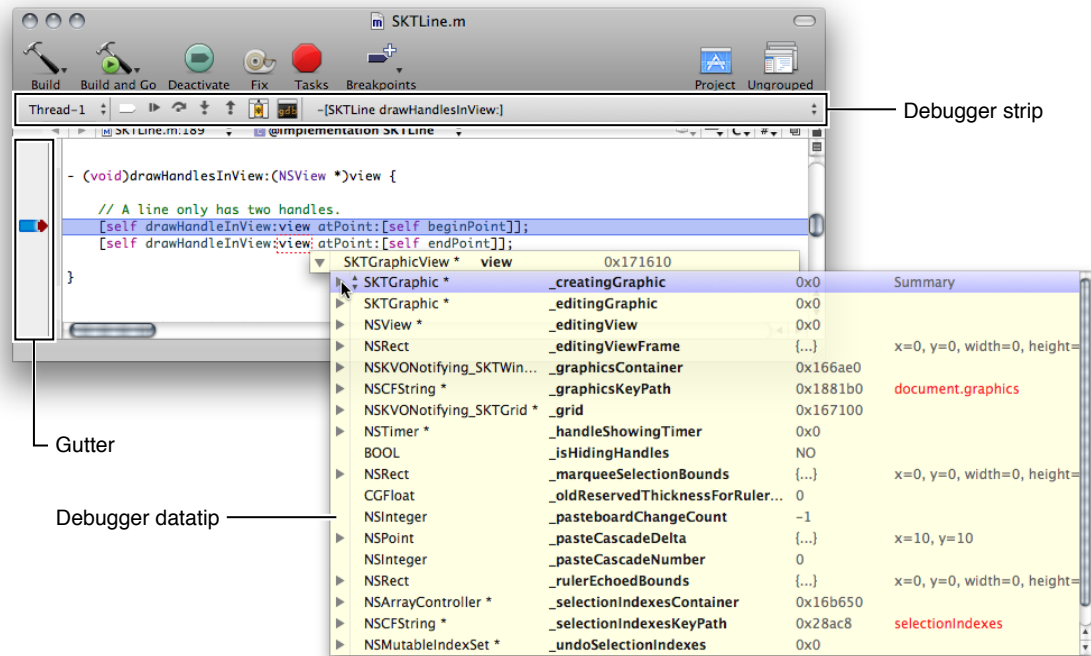 SKTLine.m
Build Build and Go Deactivate Fix Tasks Breakpoints Project Ungrouped
Thread-1 gdb -[SKTLine drawHandlesInView:]
Debugger strip
M SKTLine.m:189 C @implementation SKTLine C #
- (void)drawHandlesInView:(NSView *)view {
// A line only has two handles.
[self drawHandleInView:view atPoint:[self beginPoint]];
[self drawHandleInView:view atPoint:[self endPoint]];
}
SKTGraphicView * view 0x171610
SKTGraphic * _creatingGraphic 0x0 Summary
SKTGraphic * _editingGraphic 0x0
NSView * _editingView 0x0
NSRect _editingViewFrame {...} x=0, y=0, width=0, height=
NSKVONotifying_SKTWin... _graphicsContainer 0x166ae0
NSCFString * _graphicsKeyPath 0x1881b0 document.graphics
NSKVONotifying_SKTGrid * _grid 0x167100
NSTimer * _handleShowingTimer 0x0
BOOL _isHidingHandles NO
NSRect _marqueeSelectionBounds {...} x=0, y=0, width=0, height=
CGFloat _oldReservedThicknessForRuler... 0
NSInteger _pasteboardChangeCount -1
NSPoint _pasteCascadeDelta {...} x=10, y=10
NSInteger _pasteCascadeNumber 0
NSRect _rulerEchoedBounds {...} x=0, y=0, width=0, height=
NSArrayController * _selectionIndexesContainer 0x16b650
NSCFString * _selectionIndexesKeyPath 0x28ac8 selectionIndexes
NSMutableIndexSet * _undoSelectionIndexes 0x0
Gutter
Debugger datatip